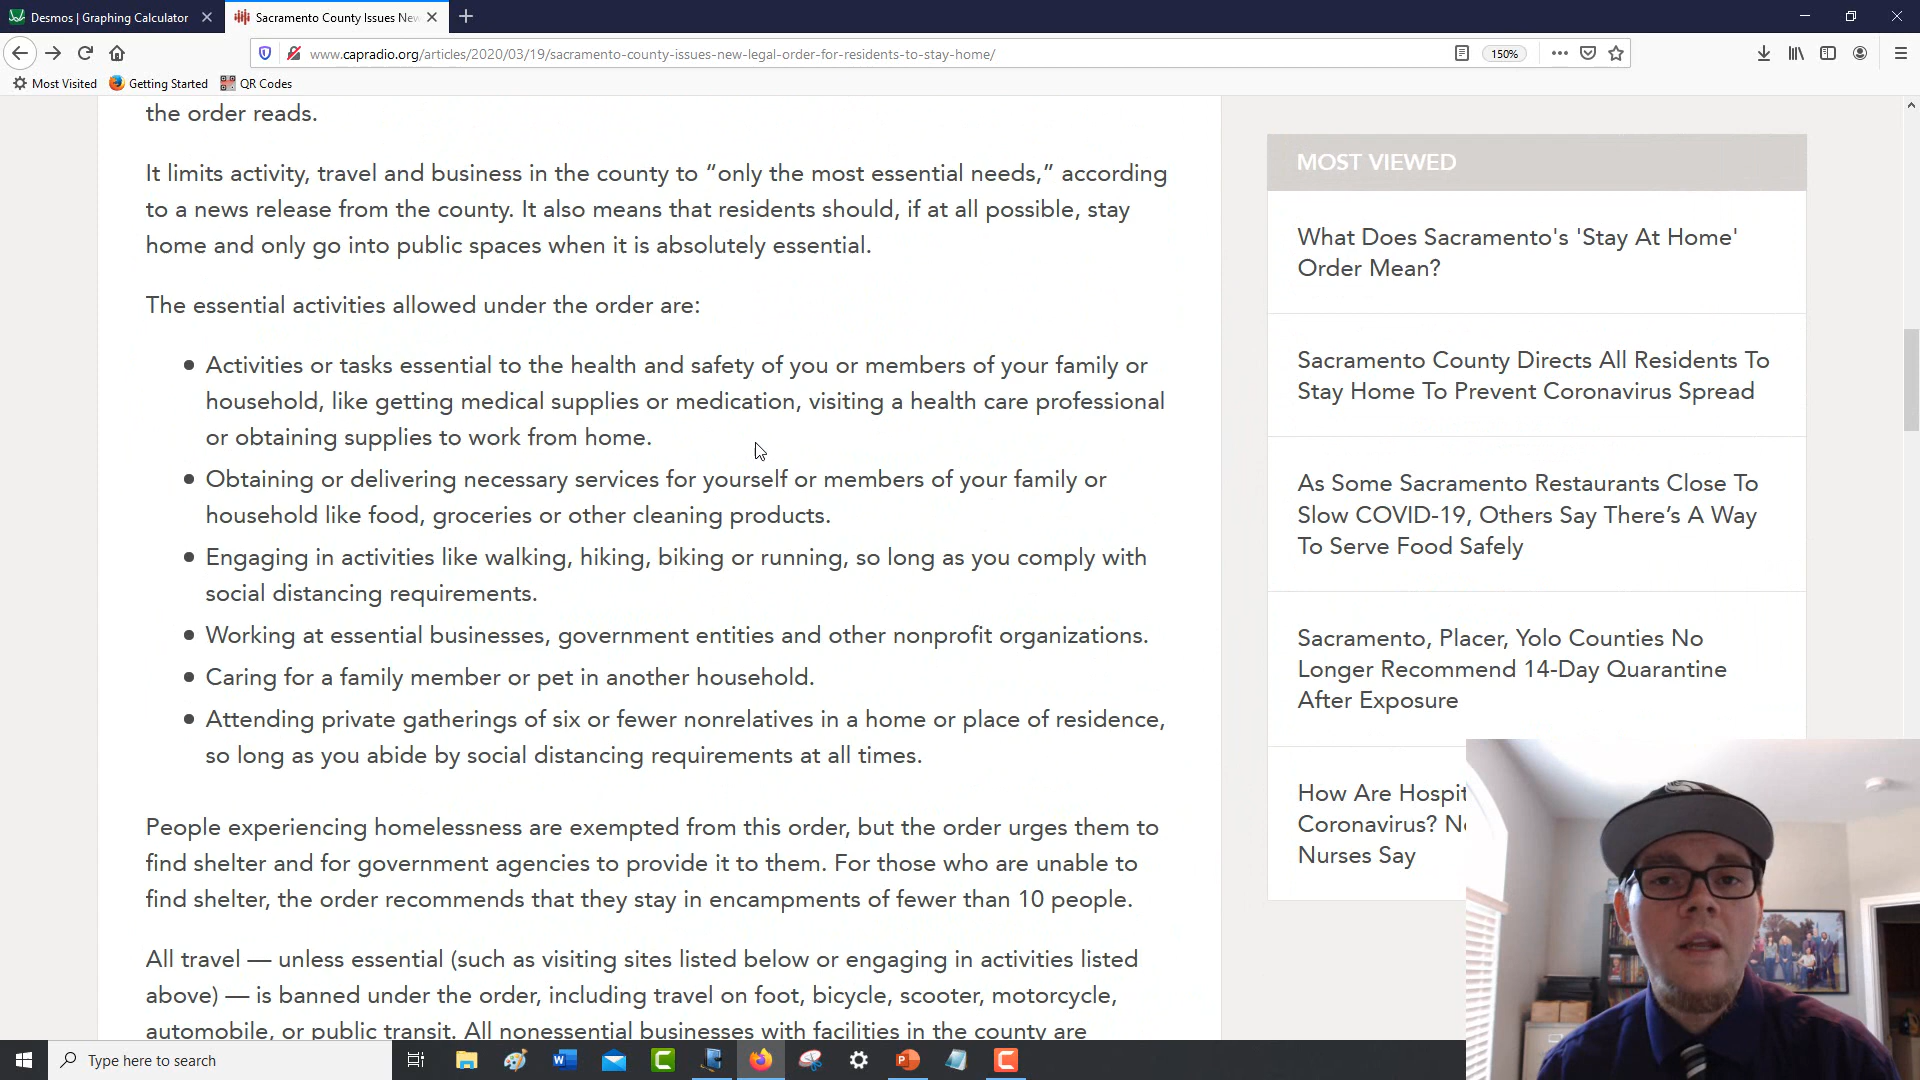 Desmos | Graphing Calculator
Sacramento County Issues New
www.capradio.org/articles/2020/03/19/sacramento-county-issues-new-legal-order-for-residents-to-stay-home/
150%
Most Visited
Getting Started
QR Codes
the order reads.
It limits activity, travel and business in the county to “only the most essential needs,” according
to a news release from the county. It also means that residents should, if at all possible, stay
home and only go into public spaces when it is absolutely essential.
The essential activities allowed under the order are:
Activities or tasks essential to the health and safety of you or members of your family or
household, like getting medical supplies or medication, visiting a health care professional
or obtaining supplies to work from home.
Obtaining or delivering necessary services for yourself or members of your family or
household like food, groceries or other cleaning products.
Engaging in activities like walking, hiking, biking or running, so long as you comply with
social distancing requirements.
Working at essential businesses, government entities and other nonprofit organizations.
Caring for a family member or pet in another household.
Attending private gatherings of six or fewer nonrelatives in a home or place of residence,
so long as you abide by social distancing requirements at all times.
People experiencing homelessness are exempted from this order, but the order urges them to
find shelter and for government agencies to provide it to them. For those who are unable to
find shelter, the order recommends that they stay in encampments of fewer than 10 people.
All travel — unless essential (such as visiting sites listed below or engaging in activities listed
above) — is banned under the order, including travel on foot, bicycle, scooter, motorcycle,
automobile, or public transit. All nonessential businesses with facilities in the county are
MOST VIEWED
What Does Sacramento's 'Stay At Home'
Order Mean?
Sacramento County Directs All Residents To
Stay Home To Prevent Coronavirus Spread
As Some Sacramento Restaurants Close To
Slow COVID-19, Others Say There’s A Way
To Serve Food Safely
Sacramento, Placer, Yolo Counties No
Longer Recommend 14-Day Quarantine
After Exposure
How Are Hospit
Coronavirus?
Nurses Say
Type here to search